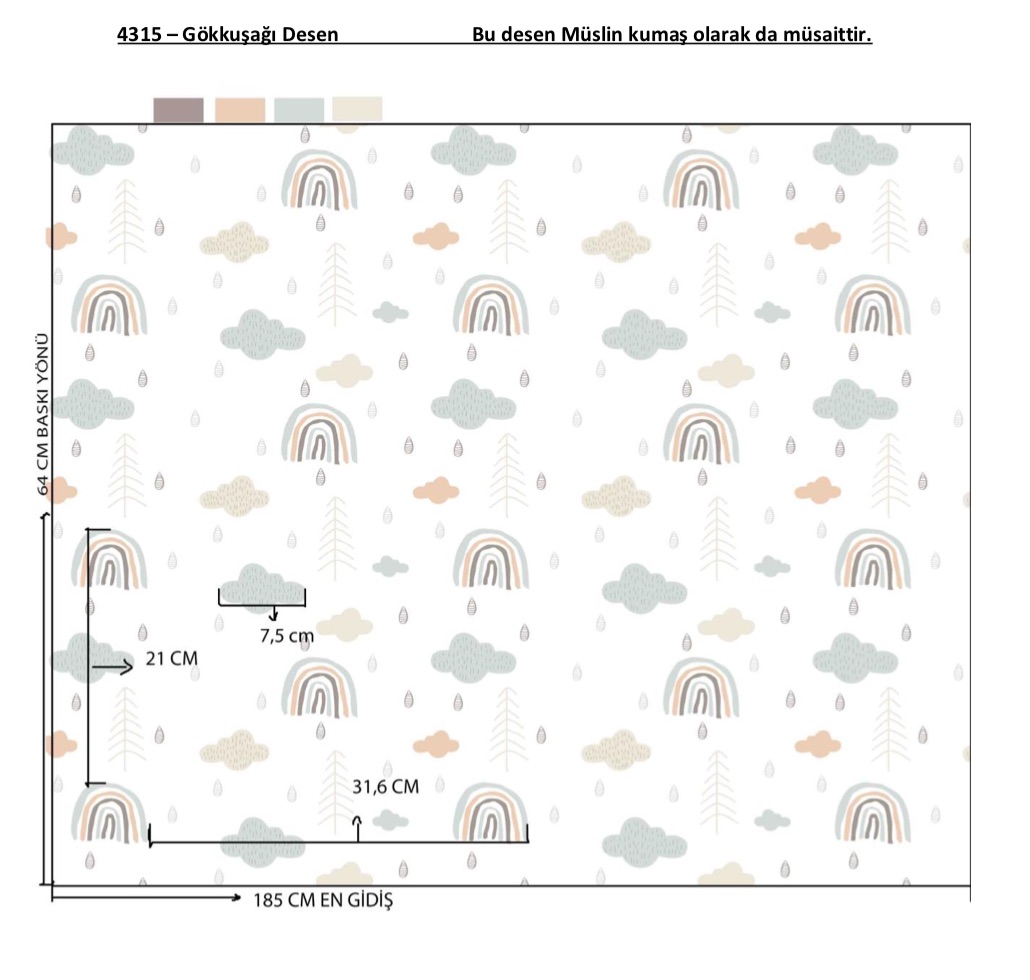 4315 – Gökkuşağı Desen Bu desen Müslin kumaş olarak da müsaittir.
64 CM BASKI YÖNÜ
7,5 cm
21 CM
31,6 CM
185 CM EN GİDİŞ